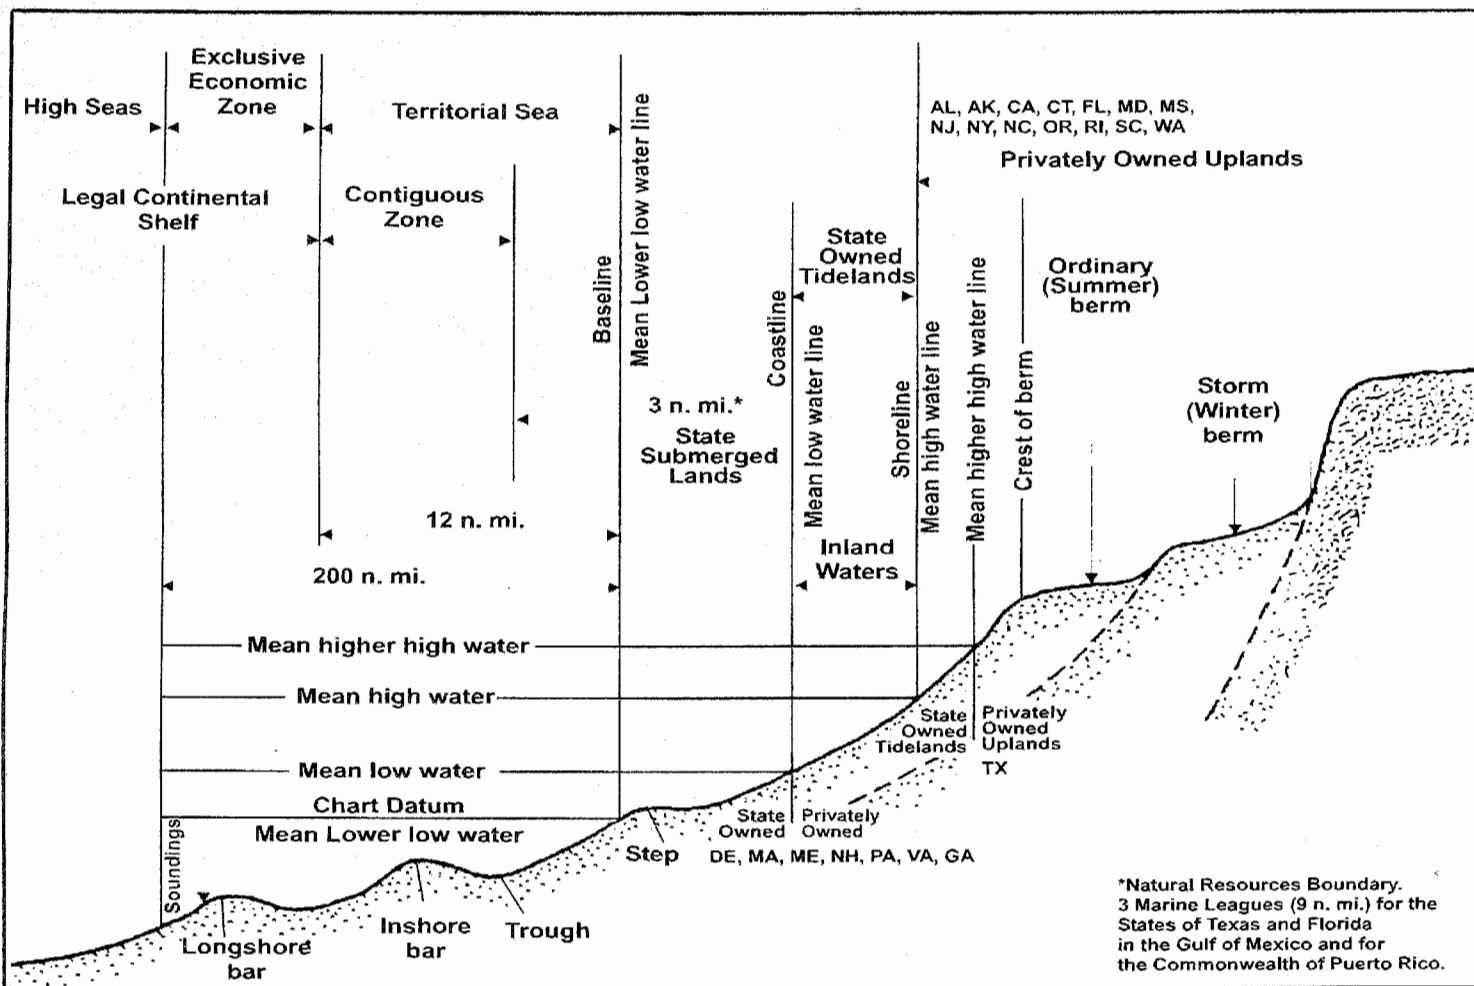 High Seas
Exclusive
Economic
Zone
Territorial Sea
Legal Continental
Shelf
Contiguous
Zone
Baseline
Mean Lower low water line
3 n. mi.*
State
Submerged
Lands
12 n. mi.
200 n. mi.
Coastline
Mean low water line
State
Owned
Tidelands
Inland
Waters
Shoreline
Mean high water line
AL, AK, CA, CT, FL, MD, MS,
NJ, NY, NC, OR, RI, SC, WA
Privately Owned Uplands
Mean higher high water line
Crest of berm
Ordinary
(Summer)
berm
Storm
(Winter)
berm
Mean higher high water
Mean high water
Mean low water
Chart Datum
Mean Lower low water
Soundings
State
Owned
Tidelands
Privately
Owned
Uplands
TX
State
Owned
Privately
Owned
DE, MA, ME, NH, PA, VA, GA
Step
Longshore
bar
Inshore
bar
Trough
*Natural Resources Boundary.
3 Marine Leagues (9 n. mi.) for the
States of Texas and Florida
in the Gulf of Mexico and for
the Commonwealth of Puerto Rico.